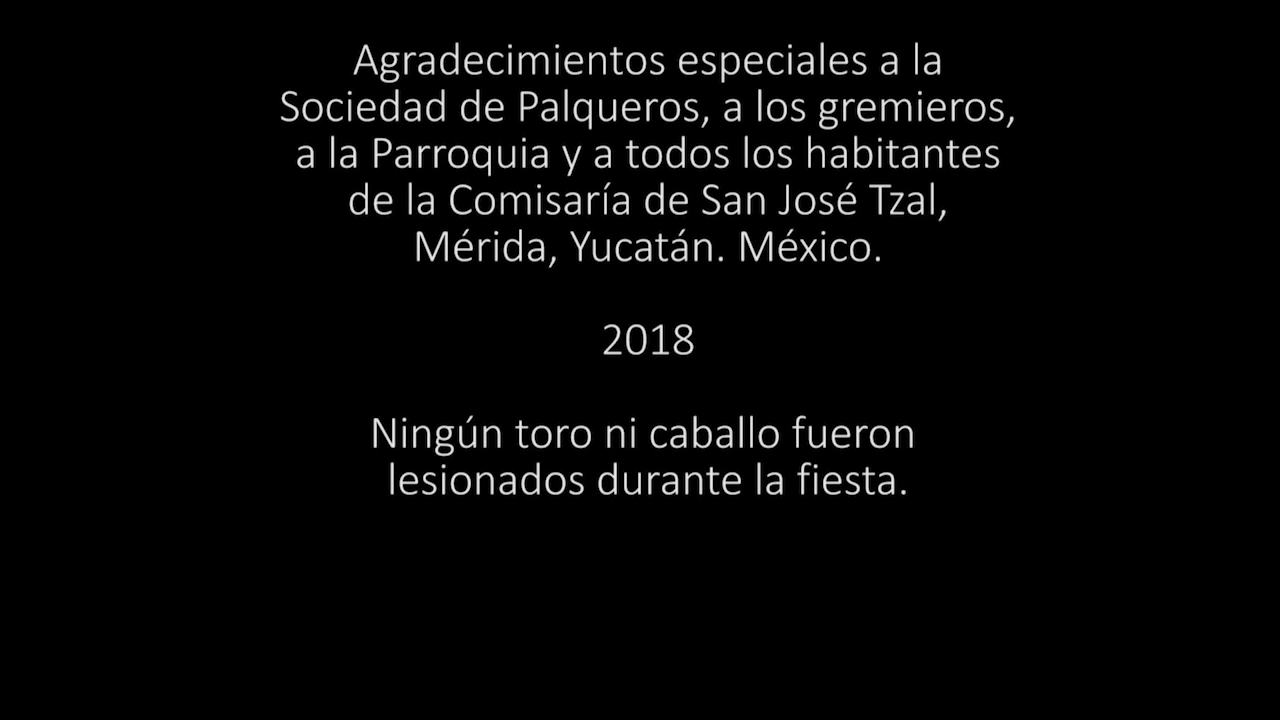 Agradecimientos especiales a la
Sociedad de Palqueros, a los gremieros,
a la Parroquia y a todos los habitantes
de la Comisaría de San José Tzal,
Mérida, Yucatán. México.
2018
Ningún toro ni caballo fueron
lesionados durante la fiesta.